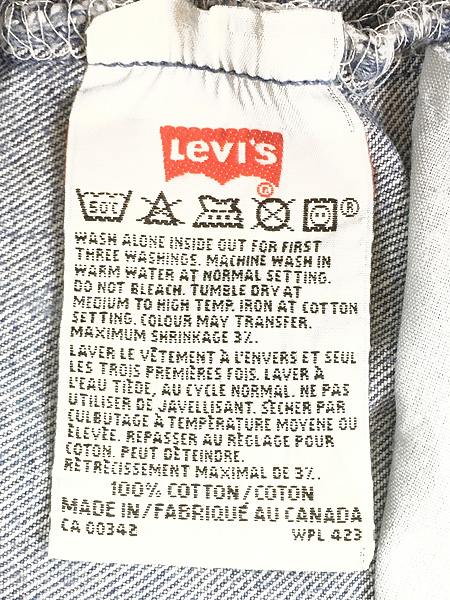 Levi's
®
50°C ®
WASH ALONE INSIDE OUT FOR FIRST
THREE WASHINGS. MACHINE WASH IN
WARM WATER AT NORMAL SETTING.
DO NOT BLEACH. TUMBLE DRY AT
MEDIUM TO HIGH TEMP. IRON AT COTTON
SETTING. COLOUR MAY TRANSFER.
MAXIMUM SHRINKAGE 3%.
LAVER LE VÊTEMENT À L'ENVERS ET SEUL
LES TROIS PREMIÈRES FOIS. LAVER À
L'EAU TIÈDE, AU CYCLE NORMAL. NE PAS
UTILISER DE JAVELLISANT. SÉCHER PAR
CULBUTAGE À TEMPÉRATURE MOYENNE OU
ÉLEVÉE. REPASSER AU RÉGLAGE POUR
COTON. PEUT DÉTEINDRE.
RÉTRÉCISSEMENT MAXIMAL DE 3%.
100% COTTON/COTON
MADE IN/FABRIQUÉ AU CANADA
CA 00342 WPL 423